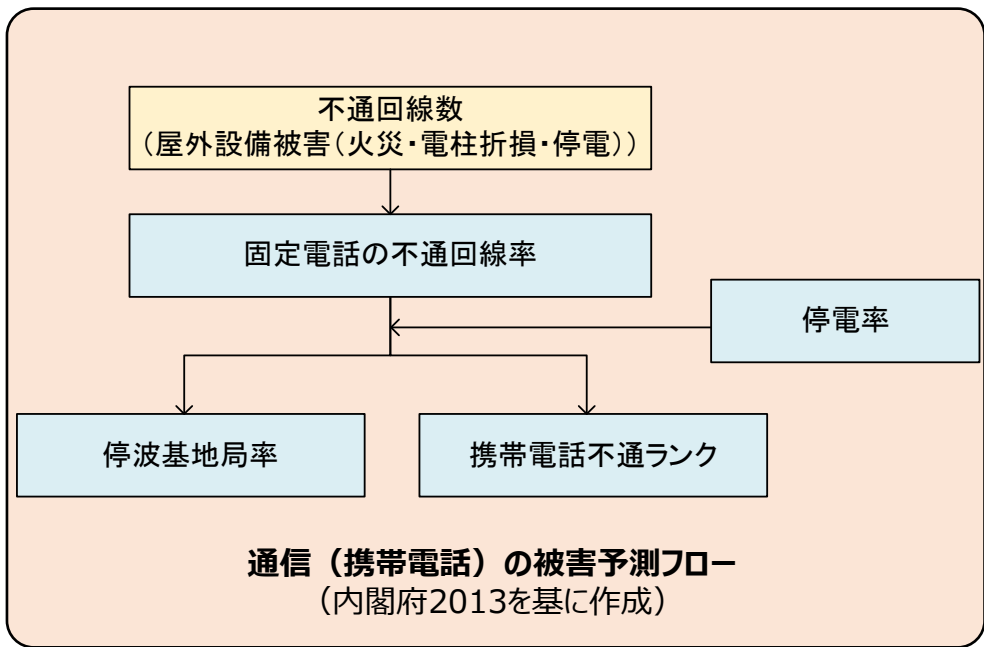 不通回線数
（屋外設備被害（火災・電柱折損・停電））
固定電話の不通回線率
停電率
停波基地局率
携帯電話不通ランク
通信（携帯電話）の被害予測フロー
（内閣府2013を基に作成）